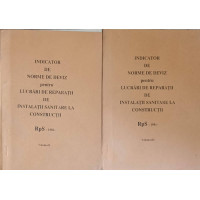 INDICATOR
DE
NORME DE DEVIZ
pentru
LUCRARI DE REPARATII
DE
INSTALATII SANITARE LA
CONSTRUCTII
RpS
INDICATOR
DE
NORME DE DEVIZ
pentru
LUCRARI DE REPARATII
DE
INSTALATII SANITARE LA
CONSTRUCTII
RpS